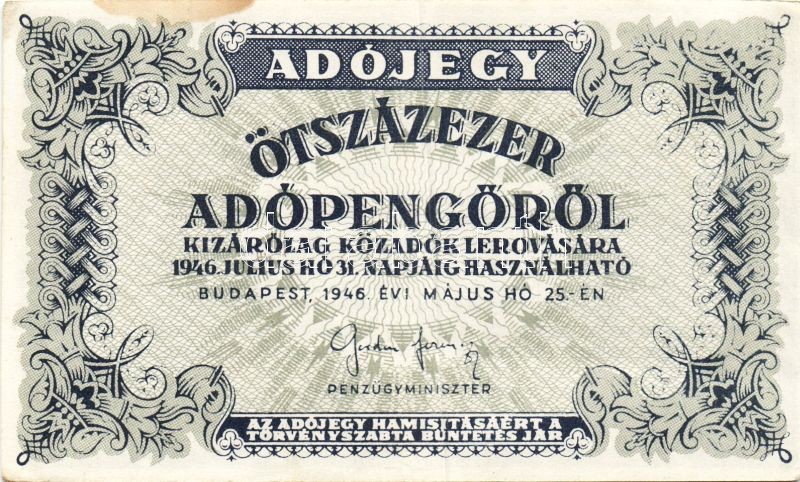 ADÓJEGY
ÖTSZÁZEZER
ADÓPENGŐRŐL
KIZÁRÓLAG KÖZADÓK LEROVÁSÁRA
1946. JULIUS HÓ 31. NAPJÁIG HASZNÁLHATÓ
BUDAPEST, 1946. ÉVI MÁJUS HÓ 25.-ÉN
PÉNZÜGYMINISZTER
AZ ADÓJEGY HAMISITÁSÁÉRT A
TÖRVÉNYSZABTA BÜNTETÉS JÁR